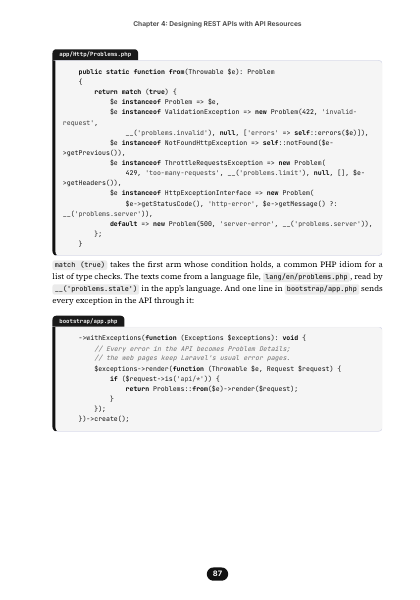 Chapter 4: Designing REST APIs with API Resources
app/Http/Problems.php
public static function from(Throwable $e): Problem
{
return match (true) {
$e instanceof Problem => $e,
$e instanceof ValidationException => new Problem(422, 'invalid-
request',
__('problems.invalid'), null, ['errors' => self::errors($e)]),
$e instanceof NotFoundHttpException => self::notFound($e-
>getPrevious()),
$e instanceof ThrottleRequestsException => new Problem(
429, 'too-many-requests', __('problems.limit'), null, [], $e-
>getHeaders()),
$e instanceof HttpExceptionInterface => new Problem(
$e->getStatusCode(), 'http-error', $e->getMessage() ?:
__('problems.server')),
default => new Problem(500, 'server-error', __('problems.server')),
};
}
match (true) takes the first arm whose condition holds, a common PHP idiom for a
list of type checks. The texts come from a language file, lang/en/problems.php, read by
__('problems.stale') in the app's language. And one line in bootstrap/app.php sends
every exception in the API through it:
bootstrap/app.php
->withExceptions(function (Exceptions $exceptions): void {
// Every error in the API becomes Problem Details;
// the web pages keep Laravel's usual error pages.
$exceptions->render(function (Throwable $e, Request $request) {
if ($request->is('api/*')) {
return Problems::from($e)->render($request);
}
});
})->create();
87